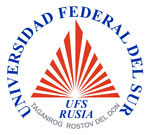 UNIVERSIDAD FEDERAL DEL SUR
UFS
RUSIA
TAGANROG. ROSTOV DEL DON